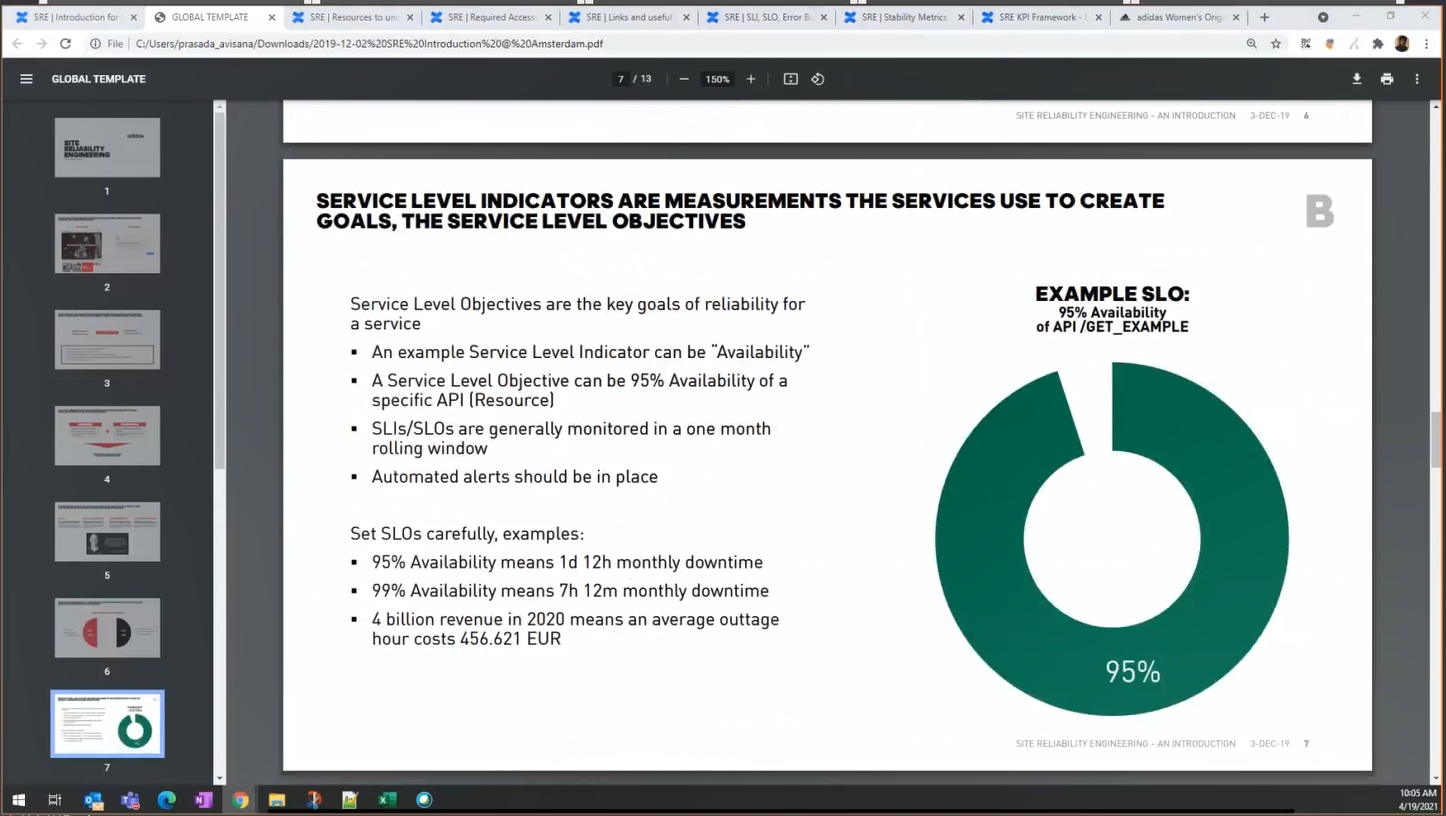 SRE | Introduction for
GLOBAL TEMPLATE
SRE | Resources to un
SRE | Required Access
SRE | Links and useful
SRE | SLI, SLO, Error B
SRE | Stability Metrics
SRE KPI Framework -
adidas Women's Orig
File
C:/Users/prasada_avisana/Downloads/2019-12-02%20SRE%20Introduction%20@%20Amsterdam.pdf
GLOBAL TEMPLATE
7 / 13
150%
SITE RELIABILITY ENGINEERING – AN INTRODUCTION 3-DEC-19 6
SITE
RELIABILITY
ENGINEERING
1
2
3
4
5
6
7
SERVICE LEVEL INDICATORS ARE MEASUREMENTS THE SERVICES USE TO CREATE
GOALS, THE SERVICE LEVEL OBJECTIVES
B
Service Level Objectives are the key goals of reliability for
a service
▪ An example Service Level Indicator can be “Availability”
▪ A Service Level Objective can be 95% Availability of a
specific API (Resource)
▪ SLIs/SLOs are generally monitored in a one month
rolling window
▪ Automated alerts should be in place
Set SLOs carefully, examples:
▪ 95% Availability means 1d 12h monthly downtime
▪ 99% Availability means 7h 12m monthly downtime
▪ 4 billion revenue in 2020 means an average outtage
hour costs 456.621 EUR
EXAMPLE SLO:
95% Availability
of API /GET_EXAMPLE
95%
SITE RELIABILITY ENGINEERING – AN INTRODUCTION 3-DEC-19 7
10:05 AM
4/19/2021